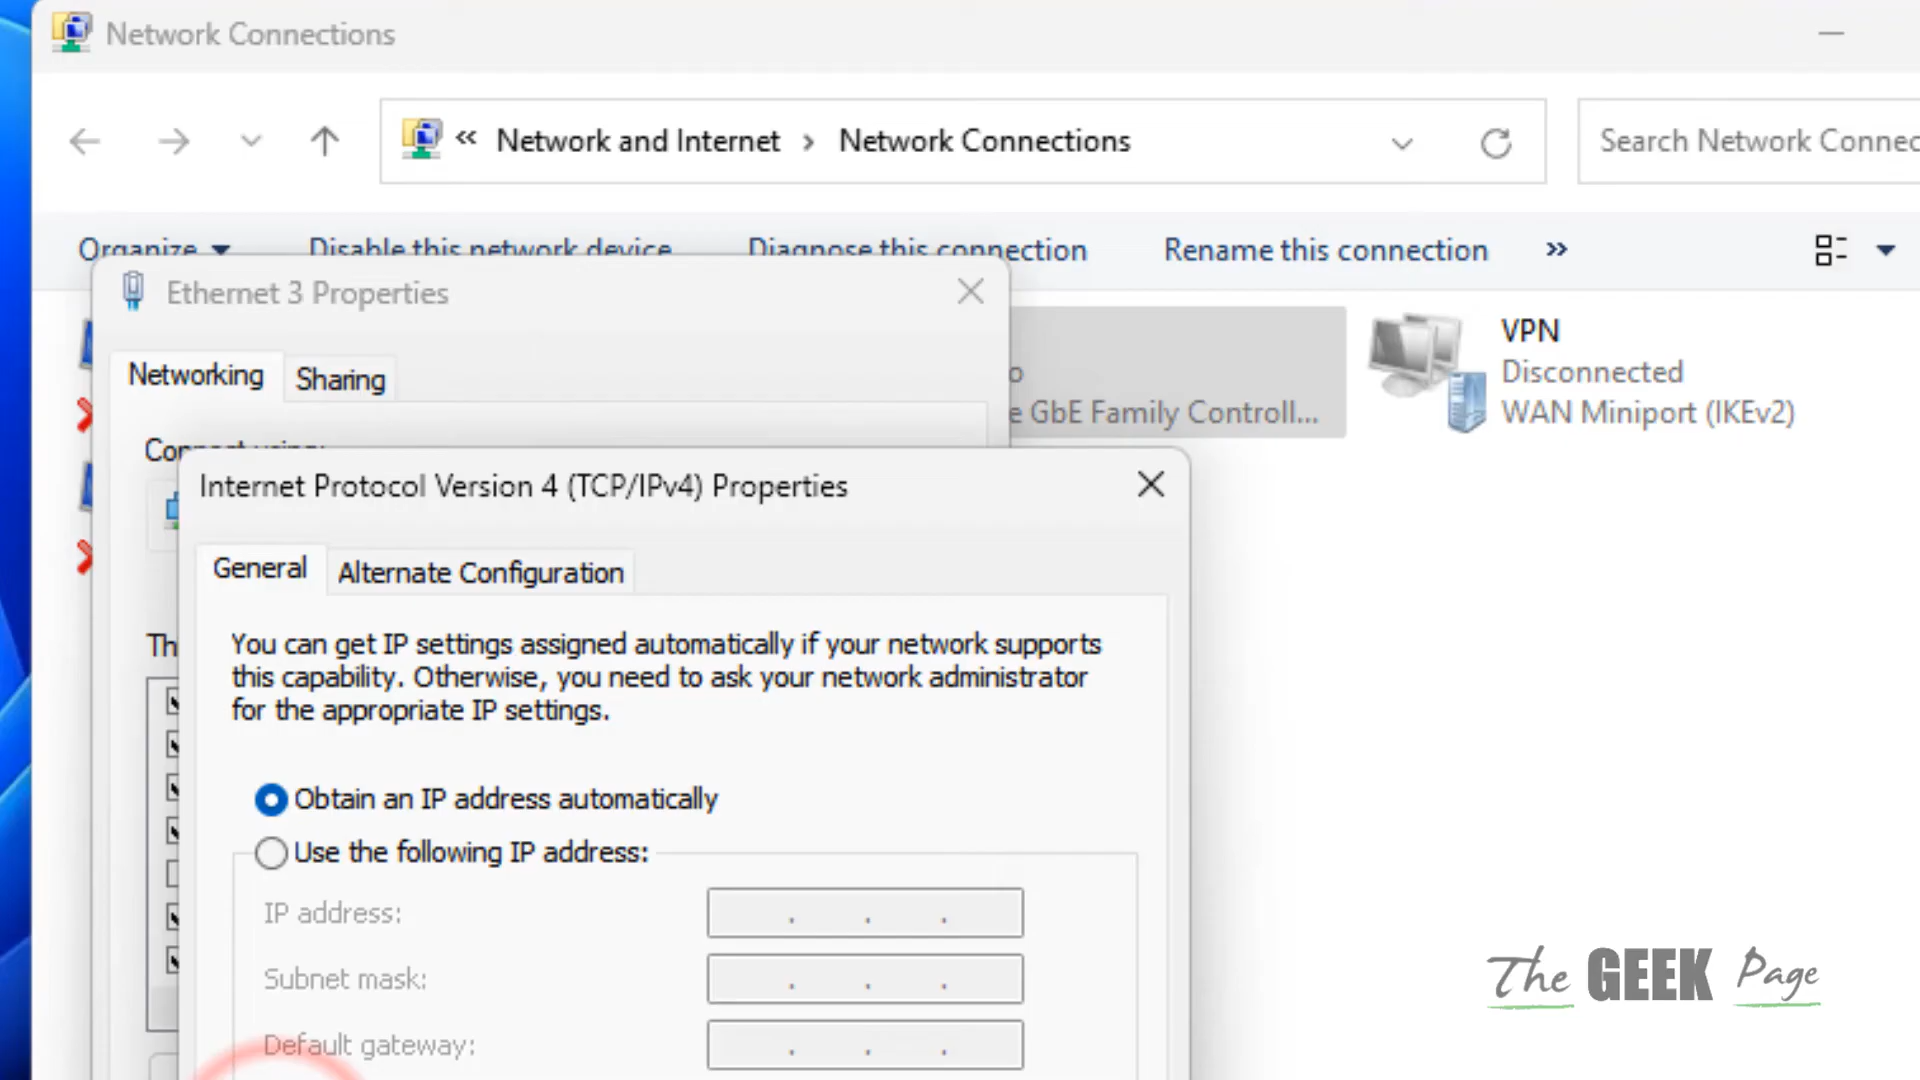 Network Connections
« Network and Internet > Network Connections
Search Network Connec
Organize
Disable this network device
Diagnose this connection
Rename this connection
»
Ethernet 3 Properties
Networking
Sharing
e GbE Family Controll...
VPN
Disconnected
WAN Miniport (IKEv2)
Connect using:
Internet Protocol Version 4 (TCP/IPv4) Properties
General
Alternate Configuration
Th
You can get IP settings assigned automatically if your network supports
this capability. Otherwise, you need to ask your network administrator
for the appropriate IP settings.
Obtain an IP address automatically
Use the following IP address:
IP address:
Subnet mask:
Default gateway:
The GEEK Page